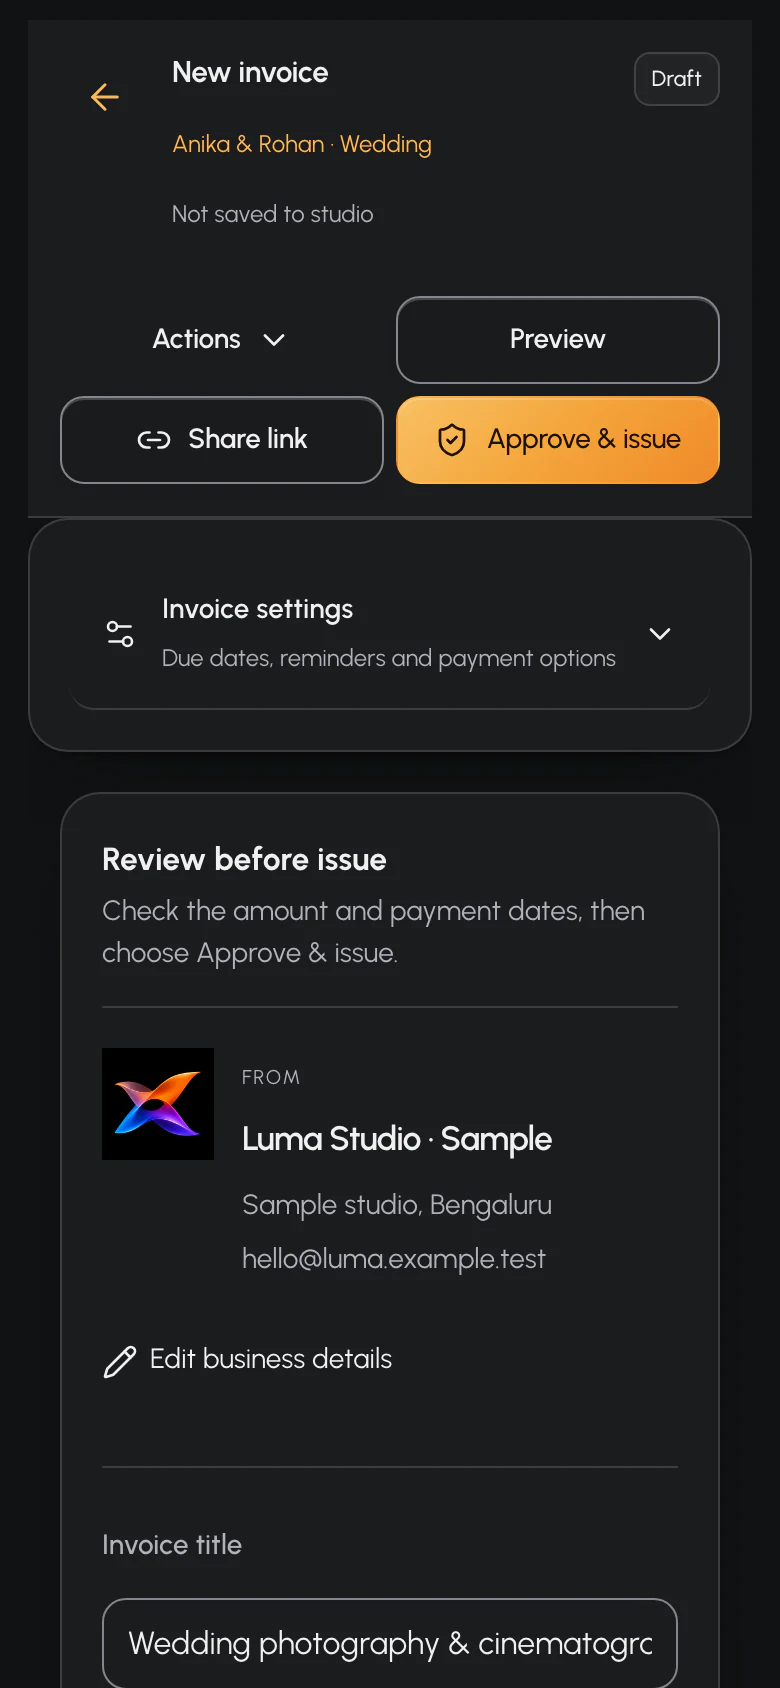 New invoice
Draft
Anika & Rohan · Wedding
Not saved to studio
Actions
Preview
Share link
Approve & issue
Invoice settings
Due dates, reminders and payment options
Review before issue
Check the amount and payment dates, then
choose Approve & issue.
FROM
Luma Studio · Sample
Sample studio, Bengaluru
hello@luma.example.test
Edit business details
Invoice title
Wedding photography & cinematogra